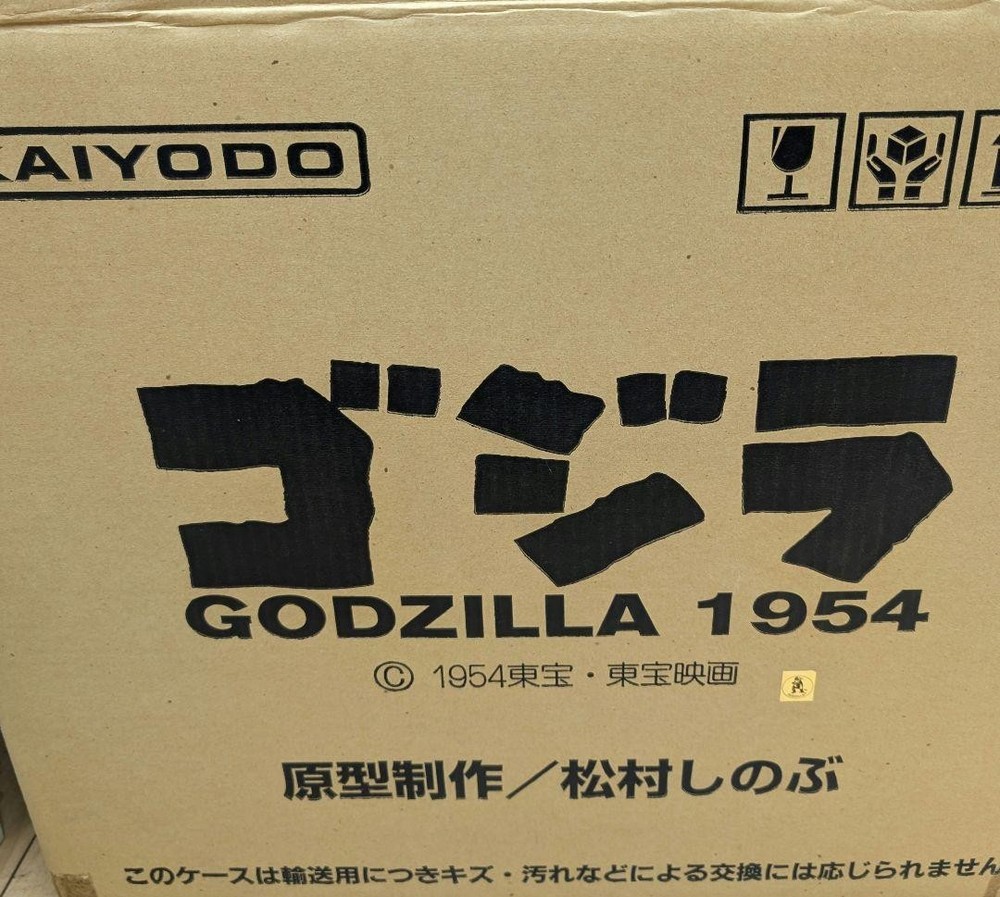 KAIYODO
ゴジラ
GODZILLA 1954
© 1954東宝・東宝映画
原型制作／松村しのぶ
このケースは輸送用につきキズ・汚れなどによる交換には応じられません